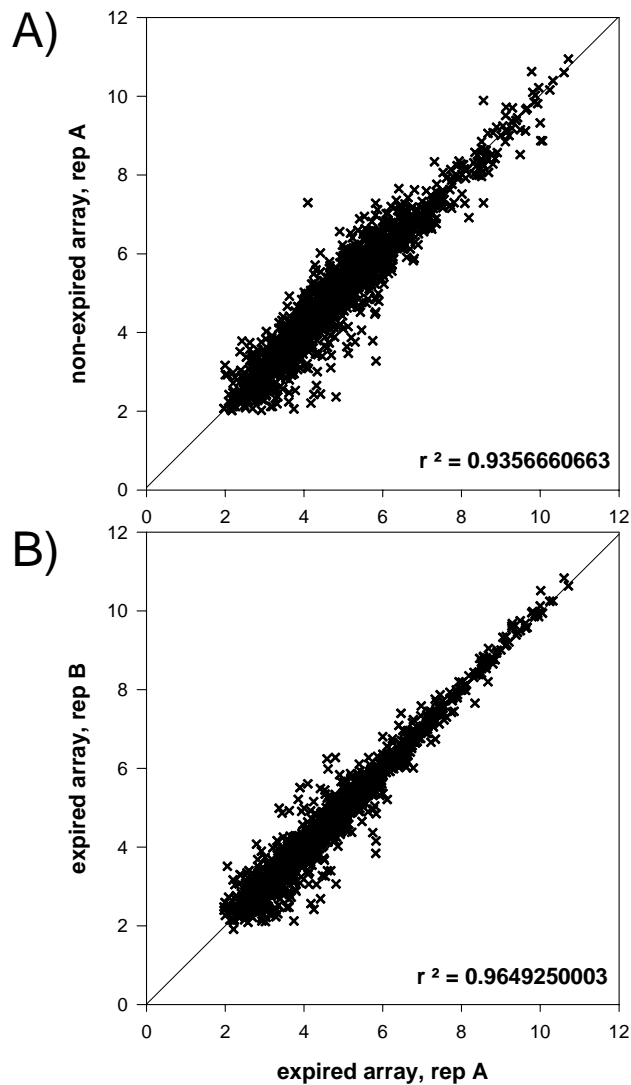 A)
12
10
8
6
4
2
0
non-expired array, rep A
r ² = 0.9356660663
0 2 4 6 8 10 12
B)
12
10
8
6
4
2
0
expired array, rep B
r ² = 0.9649250003
0 2 4 6 8 10 12
expired array, rep A